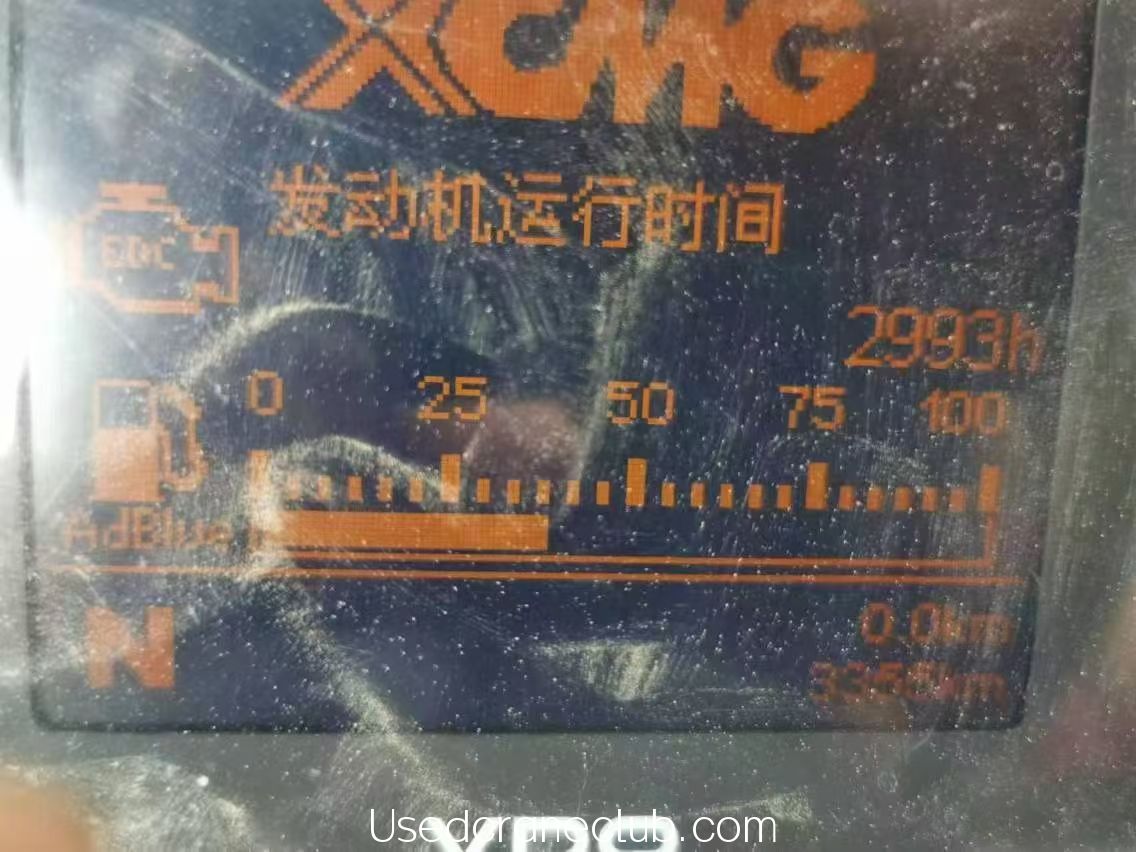 XCMG
发动机运行时间
EDC
2993h
0 25 50 75 100
AdBlue
N
0.0km
Usedcraneclub.com